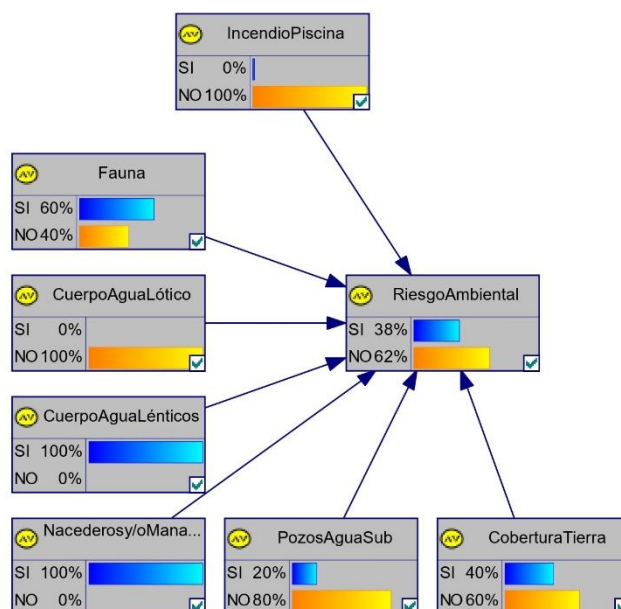 IncendioPiscina
SI 0%
NO 100%
Fauna
SI 60%
NO 40%
CuerpoAguaLótico
SI 0%
NO 100%
RiesgoAmbiental
SI 38%
NO 62%
CuerpoAguaLénticos
SI 100%
NO 0%
Nacederosy/oMana...
SI 100%
NO 0%
PozosAguaSub
SI 20%
NO 80%
CoberturaTierra
SI 40%
NO 60%